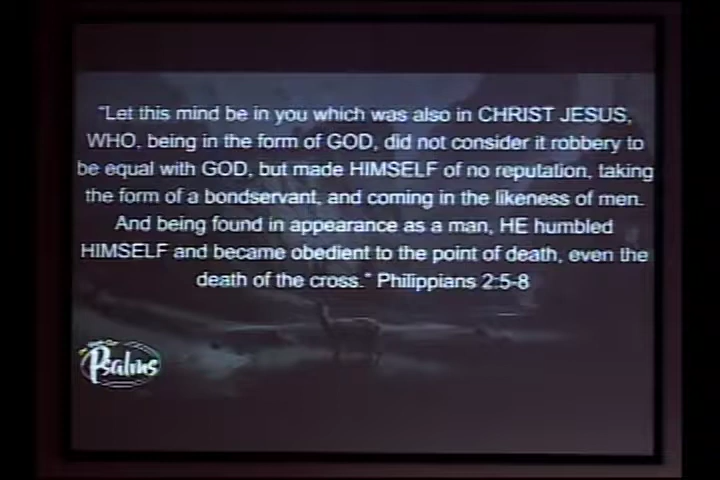 "Let this mind be in you which was also in CHRIST JESUS,
WHO, being in the form of GOD, did not consider it robbery to
be equal with GOD, but made HIMSELF of no reputation, taking
the form of a bondservant, and coming in the likeness of men.
And being found in appearance as a man, HE humbled
HIMSELF and became obedient to the point of death, even the
death of the cross." Philippians 2:5-8
Psalms